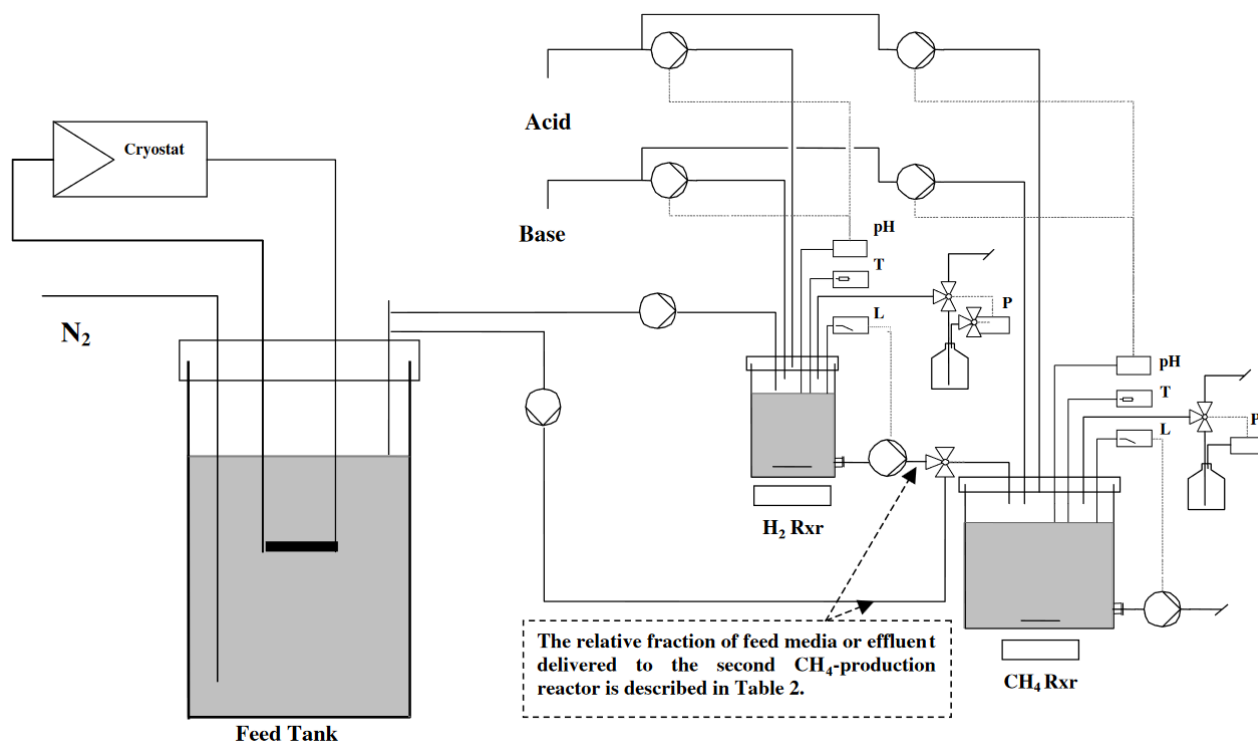 Cryostat
Acid
Base
N₂
pH
T
L
P
pH
T
L
P
H₂ Rxr
The relative fraction of feed media or effluent
delivered to the second CH₄-production
reactor is described in Table 2.
CH₄ Rxr
Feed Tank